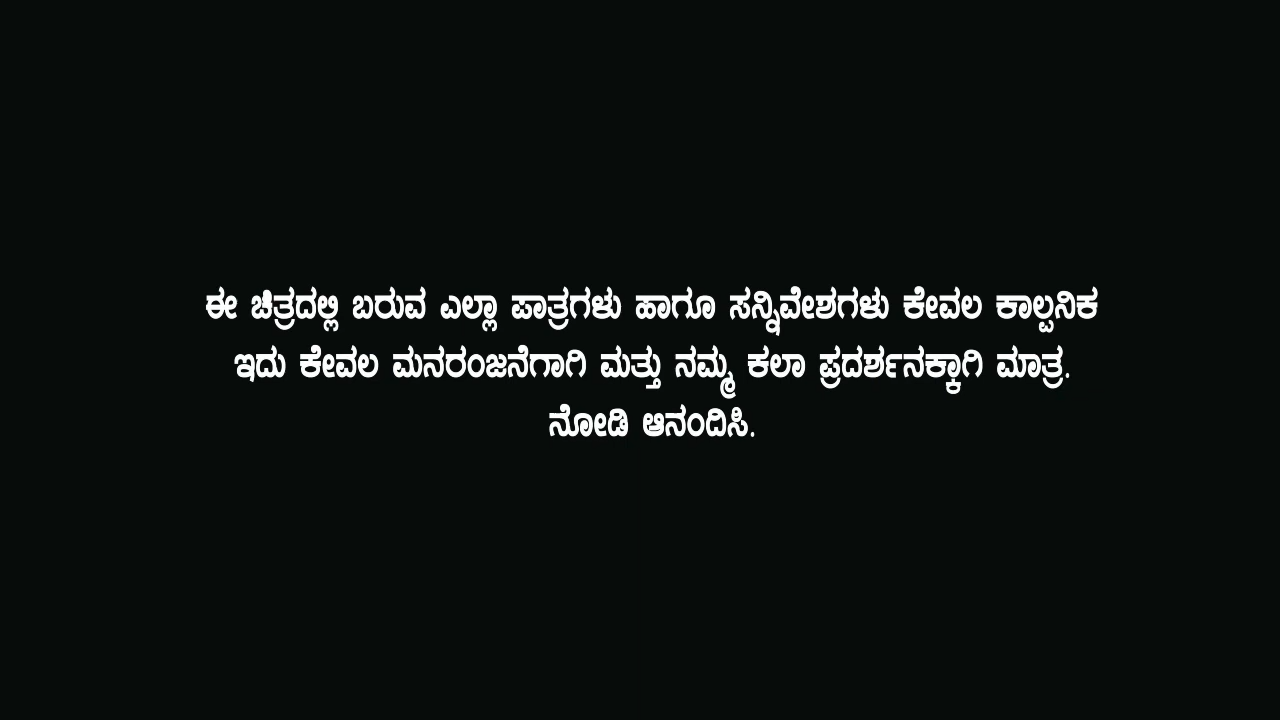 ಈ ಚಿತ್ರದಲ್ಲಿ ಬರುವ ಎಲ್ಲಾ ಪಾತ್ರಗಳು ಹಾಗೂ ಸನ್ನಿವೇಶಗಳು ಕೇವಲ ಕಾಲ್ಪನಿಕ
ಇದು ಕೇವಲ ಮನರಂಜನೆಗಾಗಿ ಮತ್ತು ನಮ್ಮ ಕಲಾ ಪ್ರದರ್ಶನಕ್ಕಾಗಿ ಮಾತ್ರ.
ನೋಡಿ ಆನಂದಿಸಿ.